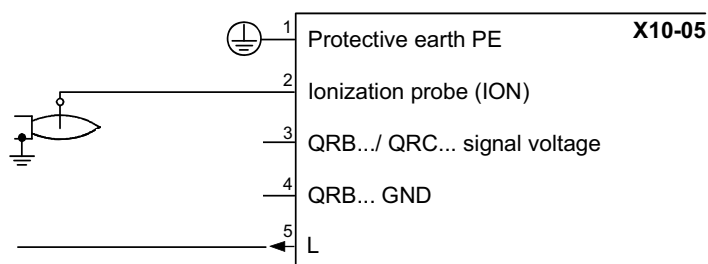 X10-05
1 Protective earth PE
2 Ionization probe (ION)
3 QRB.../ QRC... signal voltage
4 QRB... GND
5 L